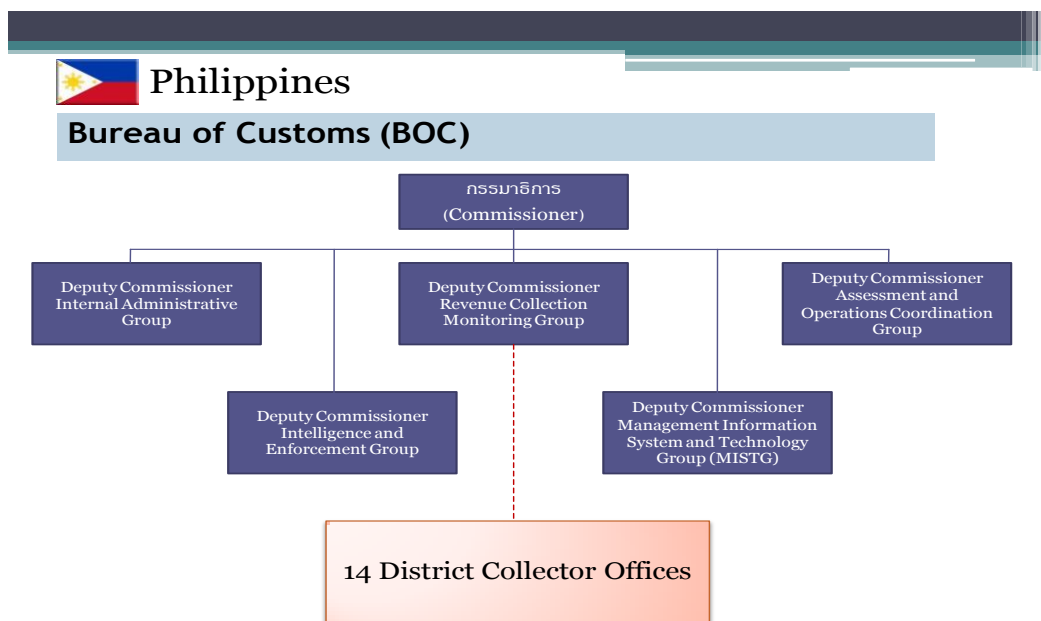 Philippines
Bureau of Customs (BOC)
กรรมาธิการ
(Commissioner)
Deputy Commissioner
Internal Administrative
Group
Deputy Commissioner
Revenue Collection
Monitoring Group
Deputy Commissioner
Assessment and
Operations Coordination
Group
Deputy Commissioner
Intelligence and
Enforcement Group
Deputy Commissioner
Management Information
System and Technology
Group (MISTG)
14 District Collector Offices